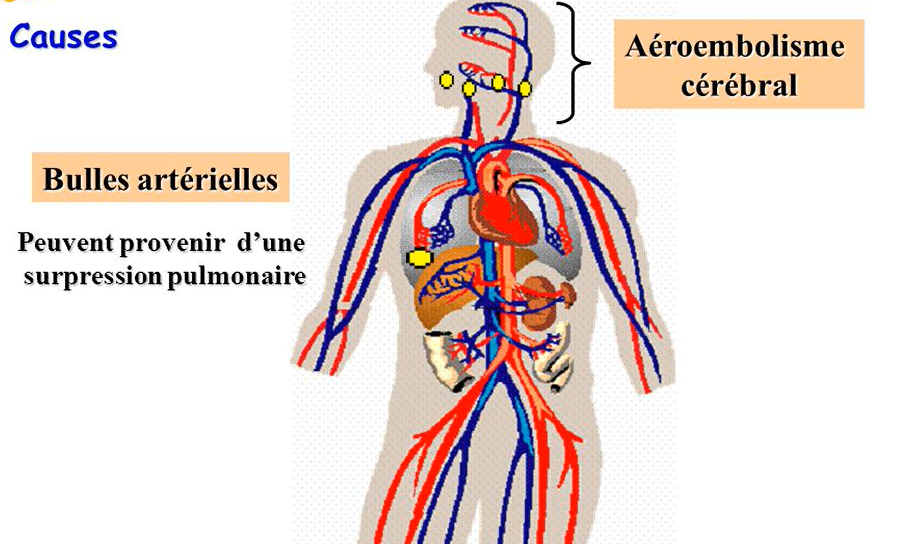 Causes
Aéroembolisme
cérébral
Bulles artérielles
Peuvent provenir d’une
surpression pulmonaire